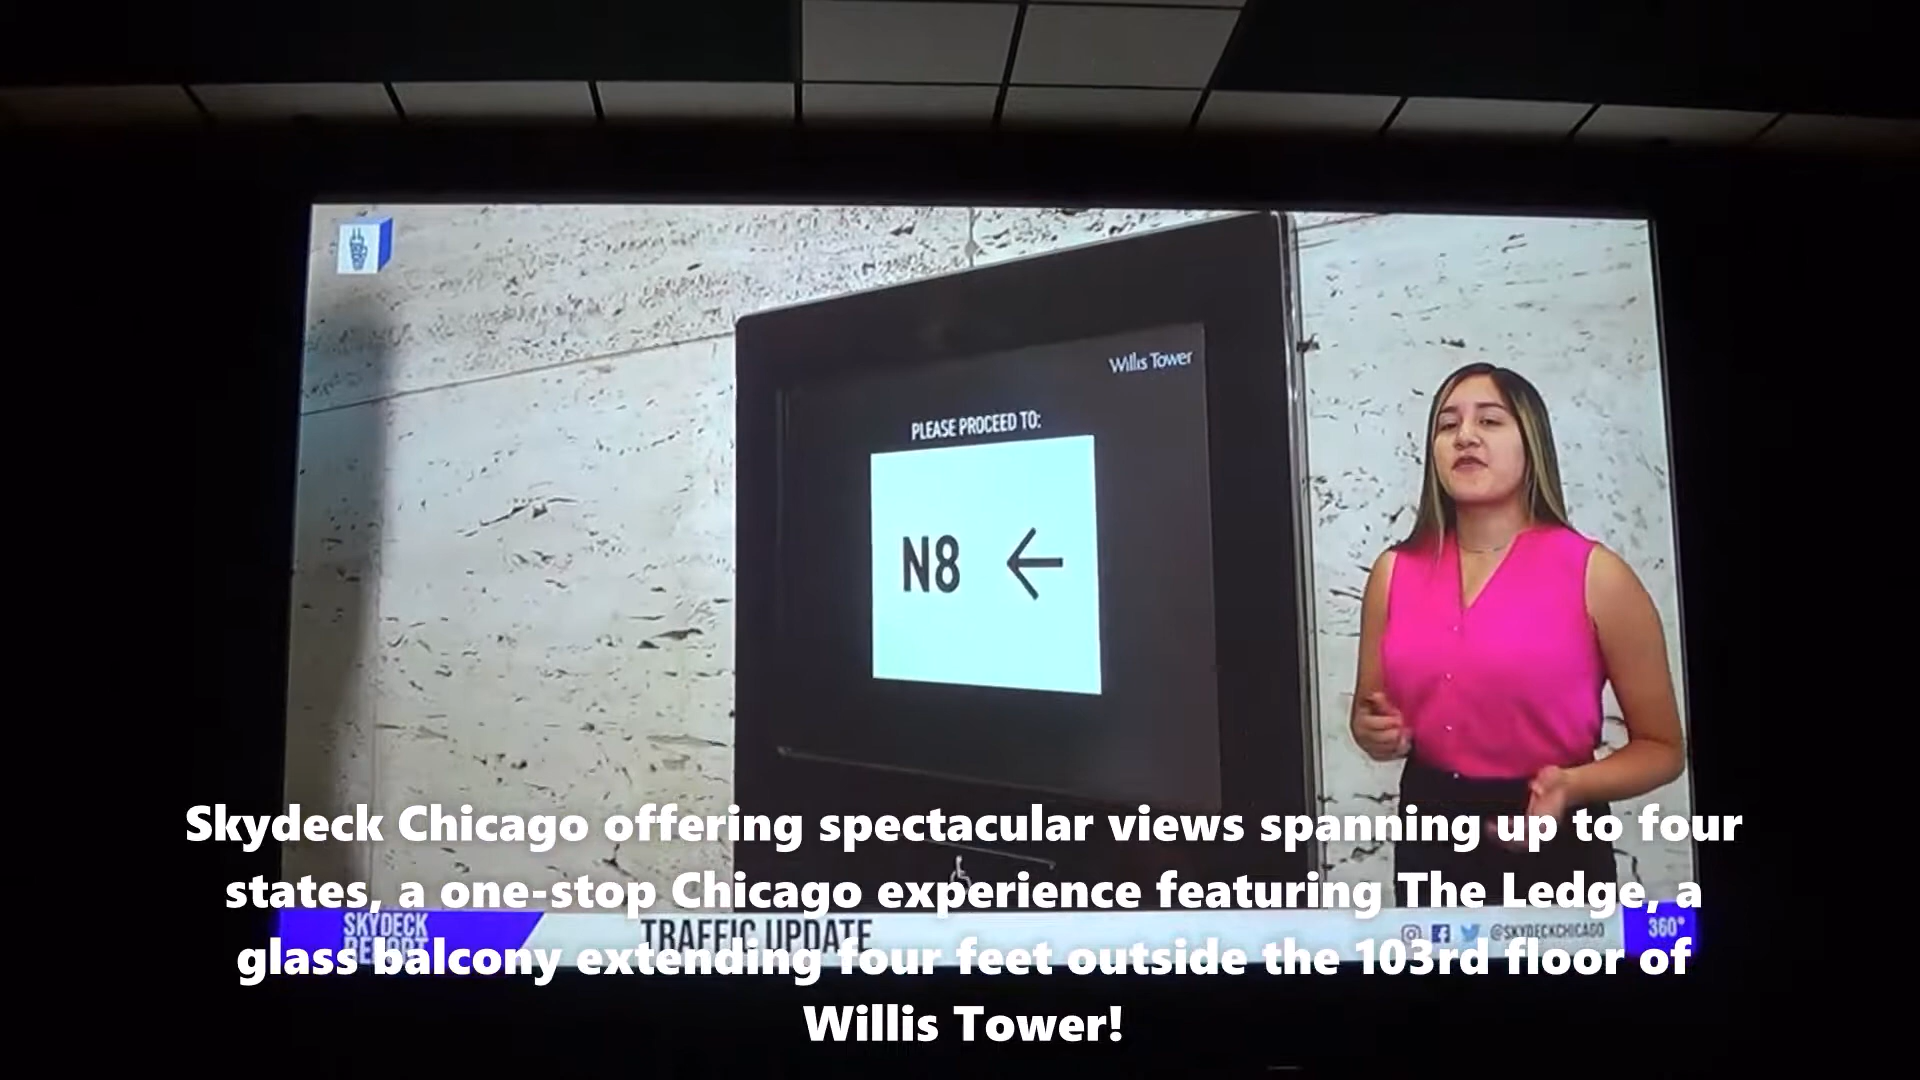 Willis Tower
PLEASE PROCEED TO:
N8 ←
Skydeck Chicago offering spectacular views spanning up to four
states, a one-stop Chicago experience featuring The Ledge, a
glass balcony extending four feet outside the 103rd floor of
Willis Tower!
SKYDECK
REPORT
TRAFFIC UPDATE
@SKYDECKCHICAGO
360°